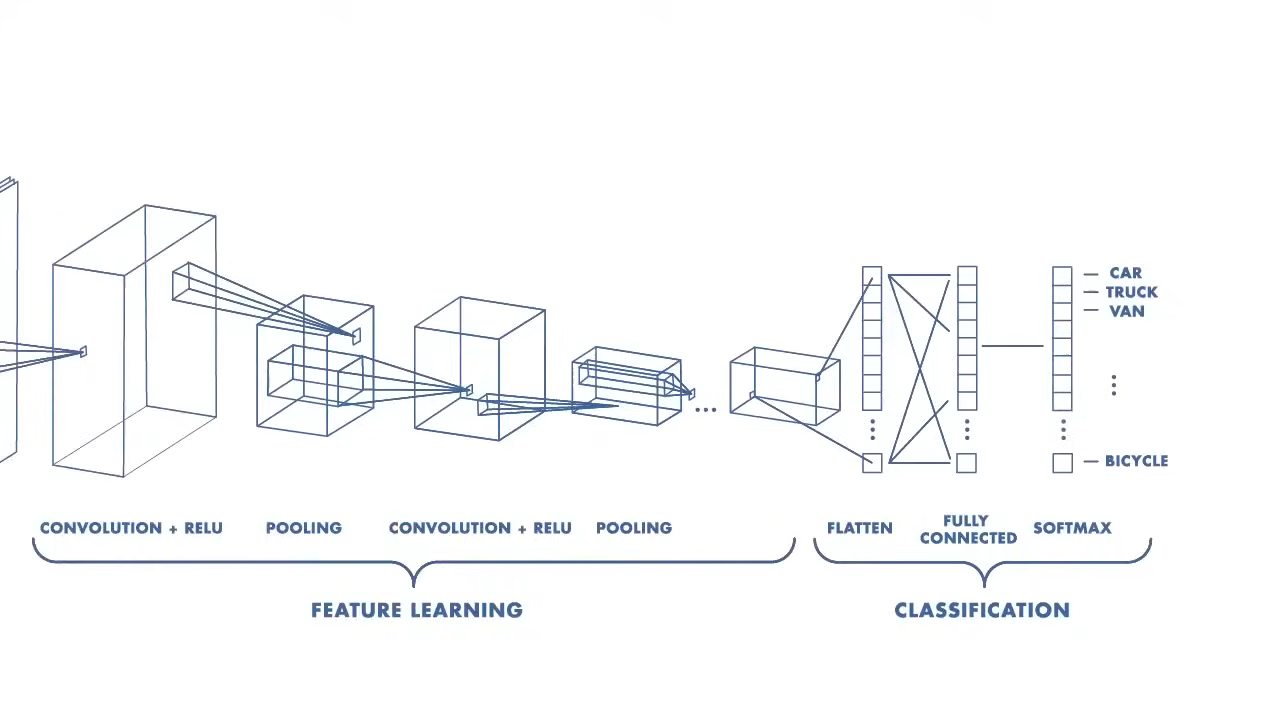 CAR
TRUCK
VAN
BICYCLE
CONVOLUTION + RELU
POOLING
CONVOLUTION + RELU
POOLING
FLATTEN
FULLY
CONNECTED
SOFTMAX
FEATURE LEARNING
CLASSIFICATION